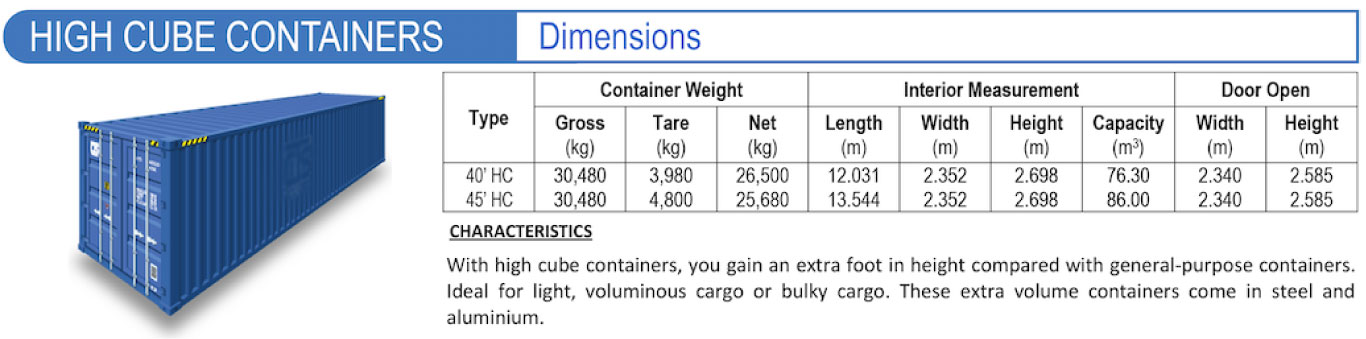 HIGH CUBE CONTAINERS Dimensions
Type Container Weight Interior Measurement Door Open
Gross Tare Net Length Width Height Capacity Width Height
(kg) (kg) (kg) (m) (m) (m) (m³) (m) (m)
40' HC 30,480 3,980 26,500 12.031 2.352 2.698 76.30 2.340 2.585
45' HC 30,480 4,800 25,680 13.544 2.352 2.698 86.00 2.340 2.585
CHARACTERISTICS
With high cube containers, you gain an extra foot in height compared with general-purpose containers.
Ideal for light, voluminous cargo or bulky cargo. These extra volume containers come in steel and
aluminium.